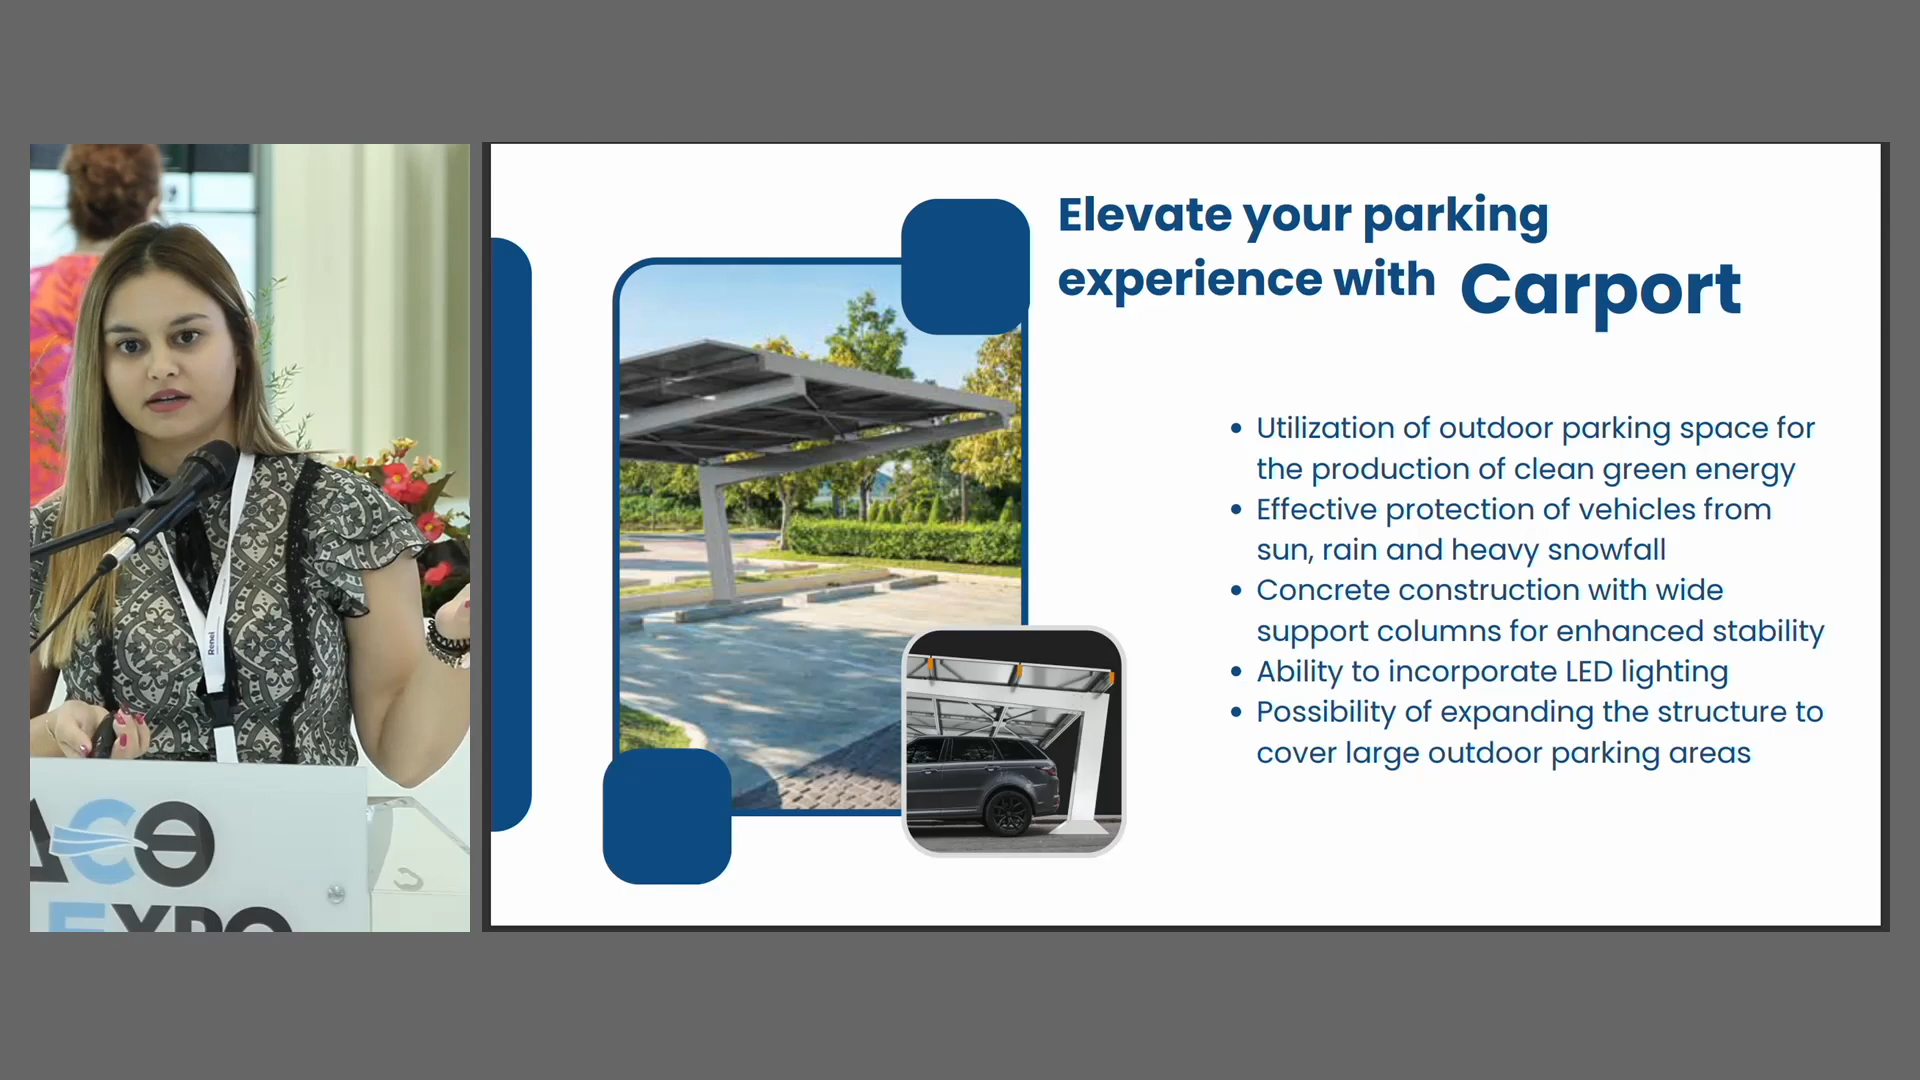 Elevate your parking
experience with Carport
• Utilization of outdoor parking space for
the production of clean green energy
• Effective protection of vehicles from
sun, rain and heavy snowfall
• Concrete construction with wide
support columns for enhanced stability
• Ability to incorporate LED lighting
• Possibility of expanding the structure to
cover large outdoor parking areas
Renel
ΔCΘ
EXPO